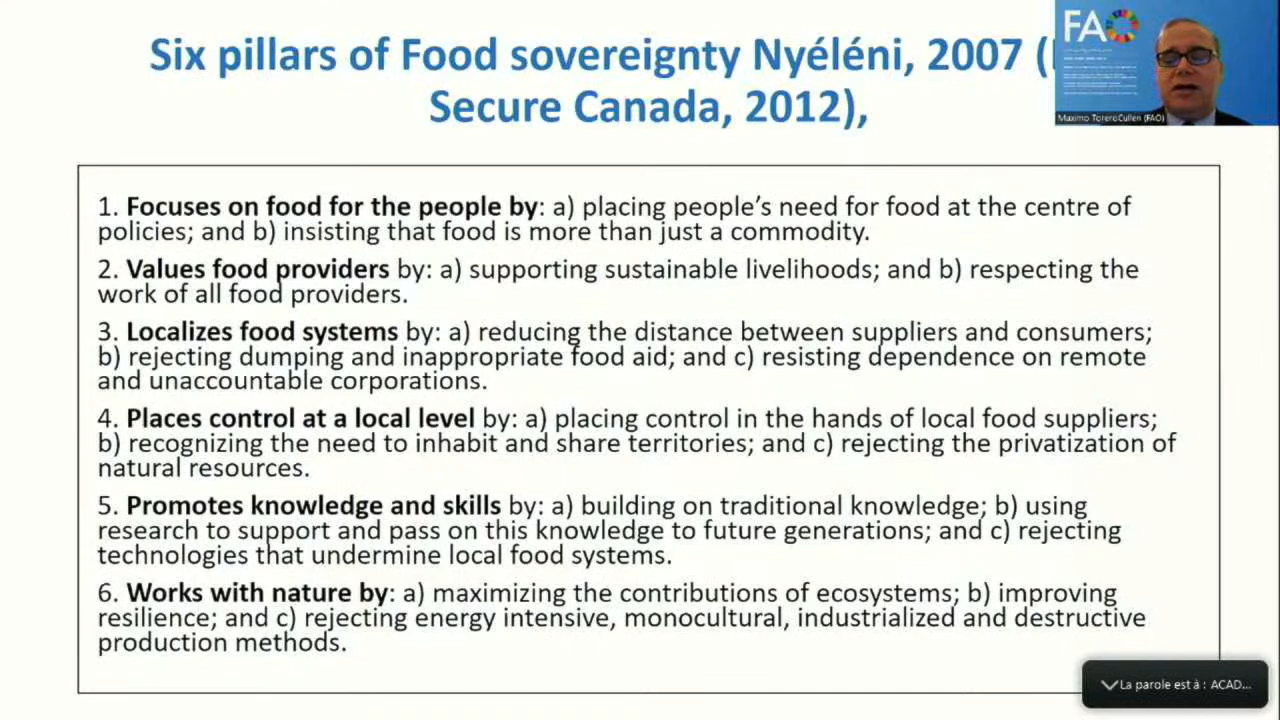 Six pillars of Food sovereignty Nyéléni, 2007 (
Secure Canada, 2012),
FAO
Maximo ToreroCullen (FAO)
1. Focuses on food for the people by: a) placing people’s need for food at the centre of
policies; and b) insisting that food is more than just a commodity.
2. Values food providers by: a) supporting sustainable livelihoods; and b) respecting the
work of all food providers.
3. Localizes food systems by: a) reducing the distance between suppliers and consumers;
b) rejecting dumping and inappropriate food aid; and c) resisting dependence on remote
and unaccountable corporations.
4. Places control at a local level by: a) placing control in the hands of local food suppliers;
b) recognizing the need to inhabit and share territories; and c) rejecting the privatization of
natural resources.
5. Promotes knowledge and skills by: a) building on traditional knowledge; b) using
research to support and pass on this knowledge to future generations; and c) rejecting
technologies that undermine local food systems.
6. Works with nature by: a) maximizing the contributions of ecosystems; b) improving
resilience; and c) rejecting energy intensive, monocultural, industrialized and destructive
production methods.
La parole est à : ACAD...